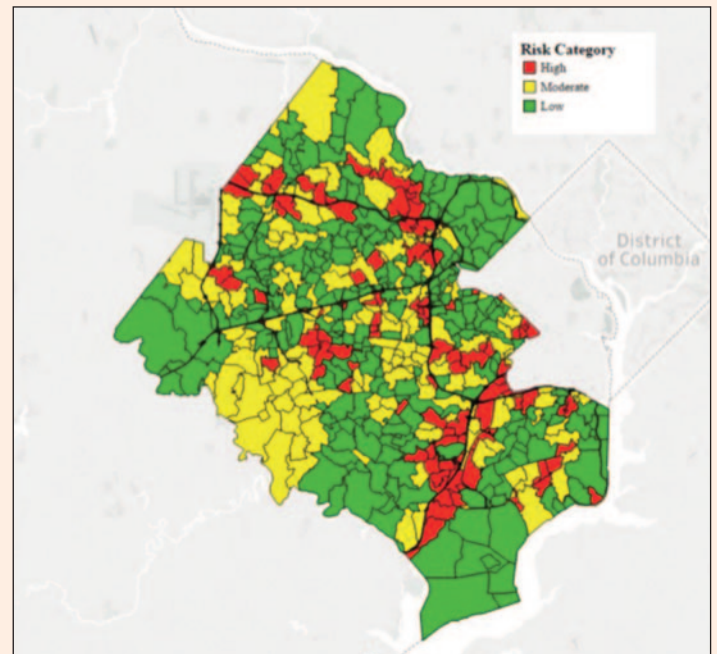 Risk Category
High
Moderate
Low
District
of Columbia